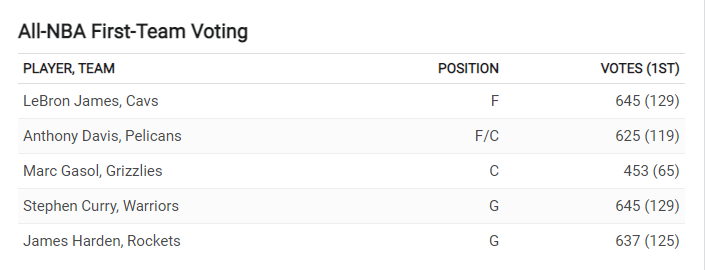 All-NBA First-Team Voting
PLAYER, TEAM POSITION VOTES (1ST)
LeBron James, Cavs F 645 (129)
Anthony Davis, Pelicans F/C 625 (119)
Marc Gasol, Grizzlies C 453 (65)
Stephen Curry, Warriors G 645 (129)
James Harden, Rockets G 637 (125)